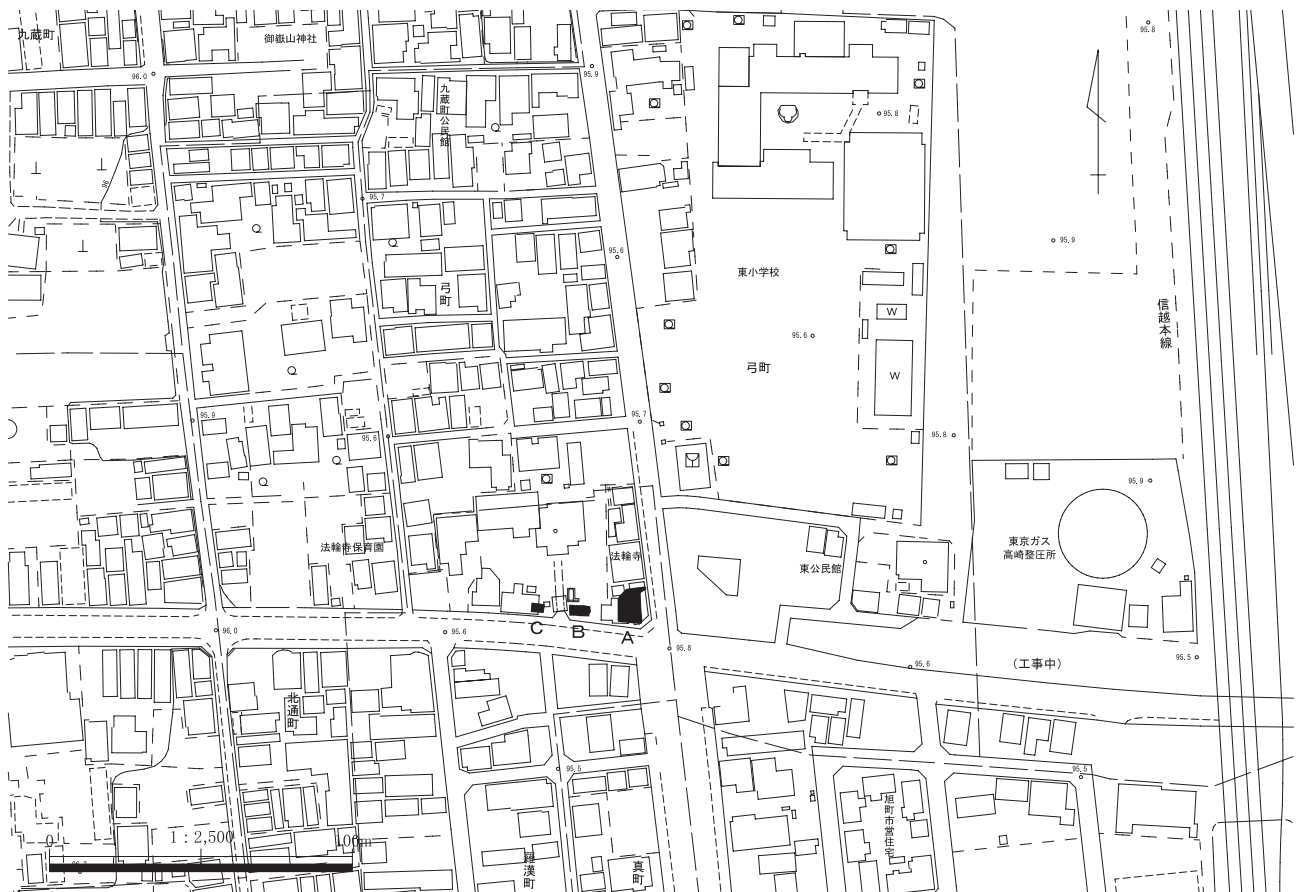 九蔵町
御嶽山神社
95.8
96.0
95.9
九蔵町公民館
95.8
96
95.7
95.9
95.6
東小学校
弓町
W
信越本線
95.6
弓町
W
95.9
95.7
95.6
95.8
95.9
法輪寺保育園
法輪寺
東公民館
東京ガス
高崎整圧所
C
B
A
96.0
95.6
95.8
95.6
(工事中)
95.5
北通町
95.5
95.5
旭町市営住宅
0
1:2,500
100m
羅漢町
真町